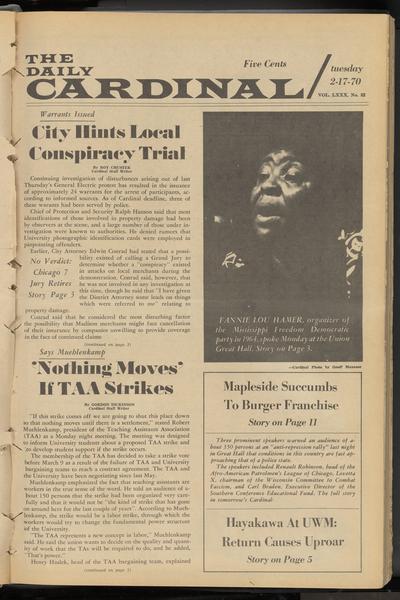 THE
DAILY
CARDINAL
Five Cents
tuesday
2-17-70
VOL. LXXX, No. 82
Warrants Issued
City Hints Local
Conspiracy Trial
By ROY CHUSTEK
Cardinal Staff Writer
Continuing investigation of disturbances arising out of last
Thursday's General Electric protest has resulted in the issuance
of approximately 24 warrants for the arrest of participants, ac-
cording to informed sources. As of Cardinal deadline, three of
these warants had been served by police.
Chief of Protection and Security Ralph Hanson said that most
identifications of those involved in property damage had been
by observers at the scene, and a large number of those under in-
vestigation were known to authorities. He denied rumors that
University photographic identification cards were employed in
pinpointing offenders.
Earlier, City Attorney Edwin Conrad had stated that a possi-
bility existed of calling a Grand Jury to
determine whether a "conspiracy" existed
in attacks on local merchants during the
demonstration. Conrad said, however, that
he was not involved in any investigation at
this time, though he said that "I have given
the District Attorney some leads on things
which were referred to me" relating to
property damage.
No Verdict:
Chicago 7
Jury Retires
Story Page 3
Conrad said that he considered the most disturbing factor
the possibility that Madison merchants might face cancellation
of their insurance by companies unwilling to provide coverage
in the face of continued claims
(continued on page 3)
Says Muehlenkamp
'Nothing Moves'
If TAA Strikes
By GORDON DICKINSON
Cardinal Staff Writer
"If this strike comes off we are going to shut this place down
so that nothing moves until there is a settlement," stated Robert
Muehlenkamp, president of the Teaching Assistants Association
(TAA) at a Monday night meeting. The meeting was designed
to inform University students about a proposed TAA strike and
to develop student support if the strike occurs.
The membership of the TAA has decided to take a strike vote
before March 9 as a result of the failure of TAA and University
bargaining teams to reach a contract agreement. The TAA and
the University have been negotiating since last May.
Muehlenkamp emphasized the fact that teaching assistants are
workers in the true sense of the word. He told an audience of a-
bout 150 persons that the strike had been organized very care-
fully and that it would not be "the kind of strike that has gone
on around here for the last couple of years". According to Mueh-
lenkamp, the strike would be a labor strike, through which the
workers would try to change the fundamental power structure
of the University.
"The TAA represents a new concept in labor," Muehlenkamp
said. He said the union wants to decide on the quality and quan-
tity of work that the TAs will be required to do, and he added,
"That's power."
Henry Haslek, head of the TAA bargaining team, explained
(continued on page 3)
FANNIE LOU HAMER, organizer of
the Mississippi Freedom Democratic
party in 1964, spoke Monday at the Union
Great Hall. Story on Page 3.
—Cardinal Photo by Geoff
Mapleside Succumbs
To Burger Franchise
Story on Page 11
Three prominent speakers warned an audience of a-
bout 350 persons at an "anti-repression rally" last night
in Great Hall that conditions in this country are fast ap-
proaching that of a police state.
The speakers included Renault Robinson, head of the
Afro-American Patrolmen's League of Chicago, Lovetta
X, chairman of the Wisconsin Committee to Combat
Fascism, and Carl Braden, Executive Director of the
Southern Conference Educational Fund. The full story
in tomorrow's Cardinal.
Hayakawa At UWM:
Return Causes Uproar
Story on Page 5